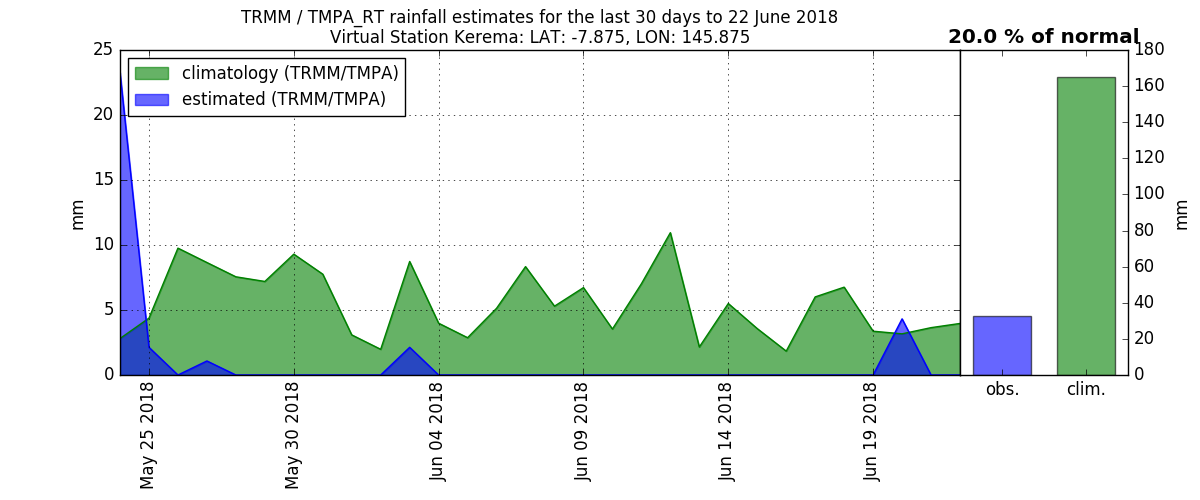 TRMM / TMPA_RT rainfall estimates for the last 30 days to 22 June 2018
Virtual Station Kerema: LAT: -7.875, LON: 145.875
20.0 % of normal
climatology (TRMM/TMPA)
estimated (TRMM/TMPA)
mm
25
20
15
10
5
0
May 25 2018
May 30 2018
Jun 04 2018
Jun 09 2018
Jun 14 2018
Jun 19 2018
obs.
clim.
180
160
140
120
100
80
60
40
20
0
mm